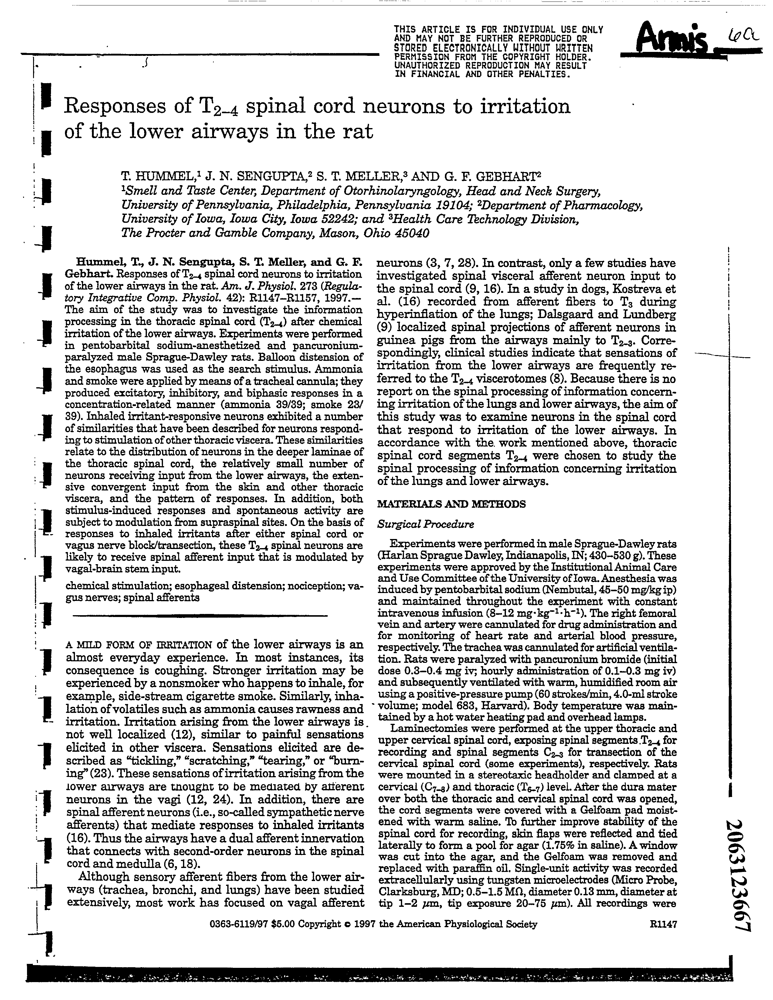 THIS ARTICLE IS FOR INDIVIDUAL USE ONLY
AND MAY NOT BE FURTHER REPRODUCED OR
STORED ELECTRONICALLY WITHOUT WRITTEN
PERMISSION FROM THE COPYRIGHT HOLDER.
UNAUTHORIZED REPRODUCTION MAY RESULT
IN FINANCIAL AND OTHER PENALTIES.
Armis 6a
Responses of T2–4 spinal cord neurons to irritation
of the lower airways in the rat
T. HUMMEL,1 J. N. SENGUPTA,2 S. T. MELLER,3 AND G. F. GEBHART2
1Smell and Taste Center, Department of Otorhinolaryngology, Head and Neck Surgery,
University of Pennsylvania, Philadelphia, Pennsylvania 19104; 2Department of Pharmacology,
University of Iowa, Iowa City, Iowa 52242; and 3Health Care Technology Division,
The Procter and Gamble Company, Mason, Ohio 45040
Hummel, T., J. N. Sengupta, S. T. Meller, and G. F.
Gebhart. Responses of T2–4 spinal cord neurons to irritation
of the lower airways in the rat. Am. J. Physiol. 273 (Regula-
tory Integrative Comp. Physiol. 42): R1147–R1157, 1997.—
The aim of the study was to investigate the information
processing in the thoracic spinal cord (T2–4) after chemical
irritation of the lower airways. Experiments were performed
in pentobarbital sodium-anesthetized and pancuronium-
paralyzed male Sprague-Dawley rats. Balloon distension of
the esophagus was used as the search stimulus. Ammonia
and smoke were applied by means of a tracheal cannula; they
produced excitatory, inhibitory, and biphasic responses in a
concentration-related manner (ammonia 39/39; smoke 23/
39). Inhaled irritant-responsive neurons exhibited a number
of similarities that have been described for neurons respond-
ing to stimulation of other thoracic viscera. These similarities
relate to the distribution of neurons in the deeper laminae of
the thoracic spinal cord, the relatively small number of
neurons receiving input from the lower airways, the exten-
sive convergent input from the skin and other thoracic
viscera, and the pattern of responses. In addition, both
stimulus-induced responses and spontaneous activity are
subject to modulation from supraspinal sites. On the basis of
responses to inhaled irritants after either spinal cord or
vagus nerve block/transection, these T2–4 spinal neurons are
likely to receive spinal afferent input that is modulated by
vagal-brain stem input.
chemical stimulation; esophageal distension; nociception; va-
gus nerves; spinal afferents
A MILD FORM OF IRRITATION of the lower airways is an
almost everyday experience. In most instances, its
consequence is coughing. Stronger irritation may be
experienced by a nonsmoker who happens to inhale, for
example, side-stream cigarette smoke. Similarly, inha-
lation of volatiles such as ammonia causes rawness and
irritation. Irritation arising from the lower airways is
not well localized (12), similar to painful sensations
elicited in other viscera. Sensations elicited are de-
scribed as “tickling,” “scratching,” “tearing,” or “burn-
ing” (23). These sensations of irritation arising from the
lower airways are thought to be mediated by afferent
neurons in the vagi (12, 24). In addition, there are
spinal afferent neurons (i.e., so-called sympathetic nerve
afferents) that mediate responses to inhaled irritants
(16). Thus the airways have a dual afferent innervation
that connects with second-order neurons in the spinal
cord and medulla (6, 18).
Although sensory afferent fibers from the lower air-
ways (trachea, bronchi, and lungs) have been studied
extensively, most work has focused on vagal afferent
neurons (3, 7, 28). In contrast, only a few studies have
investigated spinal visceral afferent neuron input to
the spinal cord (9, 16). In a study in dogs, Kostreva et
al. (16) recorded from afferent fibers to T3 during
hyperinflation of the lungs; Dalsgaard and Lundberg
(9) localized spinal projections of afferent neurons in
guinea pigs from the airways mainly to T2–3. Corre-
spondingly, clinical studies indicate that sensations of
irritation from the lower airways are frequently re-
ferred to the T2–4 viscerotomes (8). Because there is no
report on the spinal processing of information concern-
ing irritation of the lungs and lower airways, the aim of
this study was to examine neurons in the spinal cord
that respond to irritation of the lower airways. In
accordance with the work mentioned above, thoracic
spinal cord segments T2–4 were chosen to study the
spinal processing of information concerning irritation
of the lungs and lower airways.
MATERIALS AND METHODS
Surgical Procedure
Experiments were performed in male Sprague-Dawley rats
(Harlan Sprague Dawley, Indianapolis, IN; 430–530 g). These
experiments were approved by the Institutional Animal Care
and Use Committee of the University of Iowa. Anesthesia was
induced by pentobarbital sodium (Nembutal, 45–50 mg/kg ip)
and maintained throughout the experiment with constant
intravenous infusion (8–12 mg·kg−1·h−1). The right femoral
vein and artery were cannulated for drug administration and
for monitoring of heart rate and arterial blood pressure,
respectively. The trachea was cannulated for artificial ventila-
tion. Rats were paralyzed with pancuronium bromide (initial
dose 0.3–0.4 mg iv; hourly administration of 0.1–0.3 mg iv)
and subsequently ventilated with warm, humidified room air
using a positive-pressure pump (60 strokes/min, 4.0-ml stroke
volume; model 683, Harvard). Body temperature was main-
tained by a hot water heating pad and overhead lamps.
Laminectomies were performed at the upper thoracic and
upper cervical spinal cord, exposing spinal segments T2–4 for
recording and spinal segments C2–3 for transection of the
cervical spinal cord (some experiments), respectively. Rats
were mounted in a stereotaxic headholder and clamped at a
cervical (C7–8) and thoracic (T6–7) level. After the dura mater
over both the thoracic and cervical spinal cord was opened,
the cord segments were covered with a Gelfoam pad moist-
ened with warm saline. To further improve stability of the
spinal cord for recording, skin flaps were reflected and tied
laterally to form a pool for agar (1.75% in saline). A window
was cut into the agar, and the Gelfoam was removed and
replaced with paraffin oil. Single-unit activity was recorded
extracellularly using tungsten microelectrodes (Micro Probe,
Clarksburg, MD; 0.5–1.5 MΩ, diameter 0.13 mm, diameter at
tip 1–2 µm, tip exposure 20–75 µm). All recordings were
2063123667
0363-6119/97 $5.00 Copyright © 1997 the American Physiological Society R1147